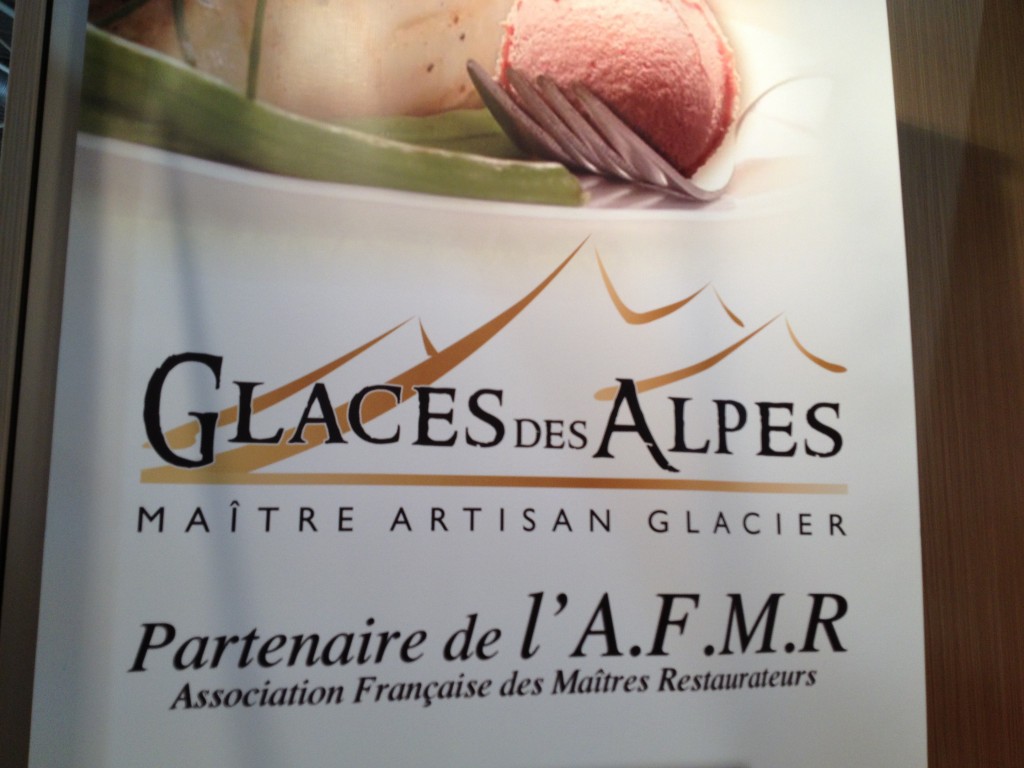 GLACES DES ALPES
MAÎTRE ARTISAN GLACIER
Partenaire de l'A.F.M.R
Association Française des Maîtres Restaurateurs